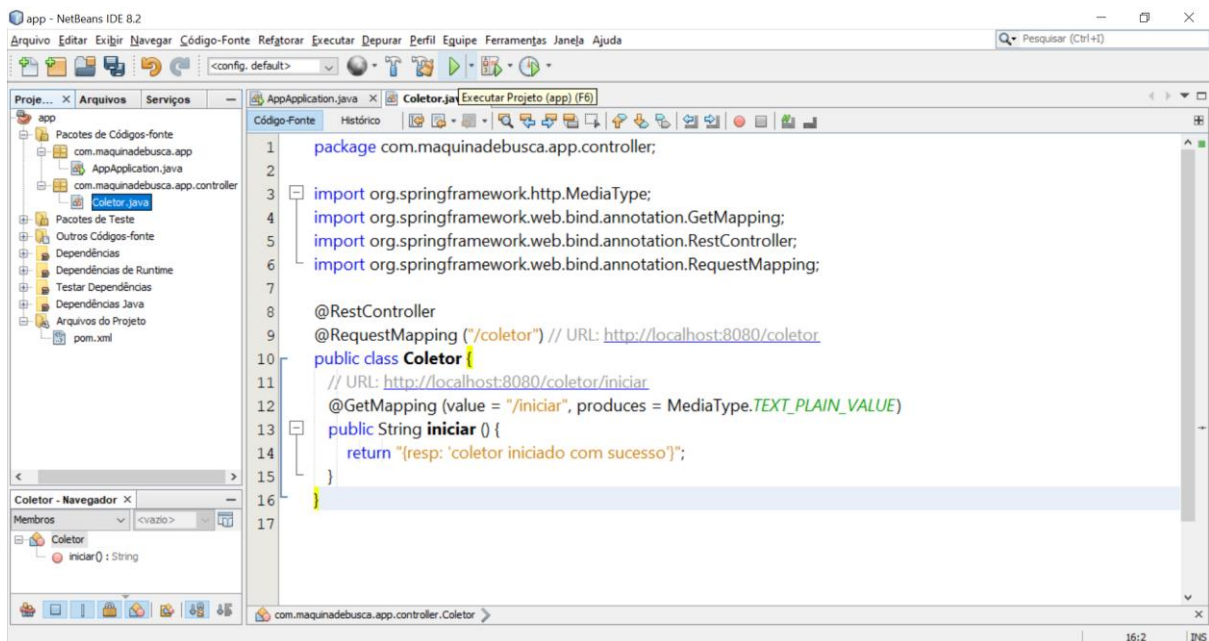 app - NetBeans IDE 8.2
Arquivo Editar Exibir Navegar Código-Fonte Refatorar Executar Depurar Perfil Equipe Ferramentas Janela Ajuda
Pesquisar (Ctrl+I)
<config. default>
Proje... Arquivos Serviços
AppApplication.java Coletor.jav
Executar Projeto (app) (F6)
app
Pacotes de Códigos-fonte
com.maquinadebusca.app
AppApplication.java
com.maquinadebusca.app.controller
Coletor.java
Pacotes de Teste
Outros Códigos-fonte
Dependências
Dependências de Runtime
Testar Dependências
Dependências Java
Arquivos do Projeto
pom.xml
Código-Fonte Histórico
1 package com.maquinadebusca.app.controller;
2
3 import org.springframework.http.MediaType;
4 import org.springframework.web.bind.annotation.GetMapping;
5 import org.springframework.web.bind.annotation.RestController;
6 import org.springframework.web.bind.annotation.RequestMapping;
7
8 @RestController
9 @RequestMapping ("/coletor") // URL: http://localhost:8080/coletor
10 public class Coletor {
11 // URL: http://localhost:8080/coletor/iniciar
12 @GetMapping (value = "/iniciar", produces = MediaType.TEXT_PLAIN_VALUE)
13 public String iniciar () {
14 return "{resp: 'coletor iniciado com sucesso'}";
15 }
16 }
17
Coletor - Navegador
Membros <vazio>
Coletor
iniciar() : String
com.maquinadebusca.app.controller.Coletor
16:2 INS